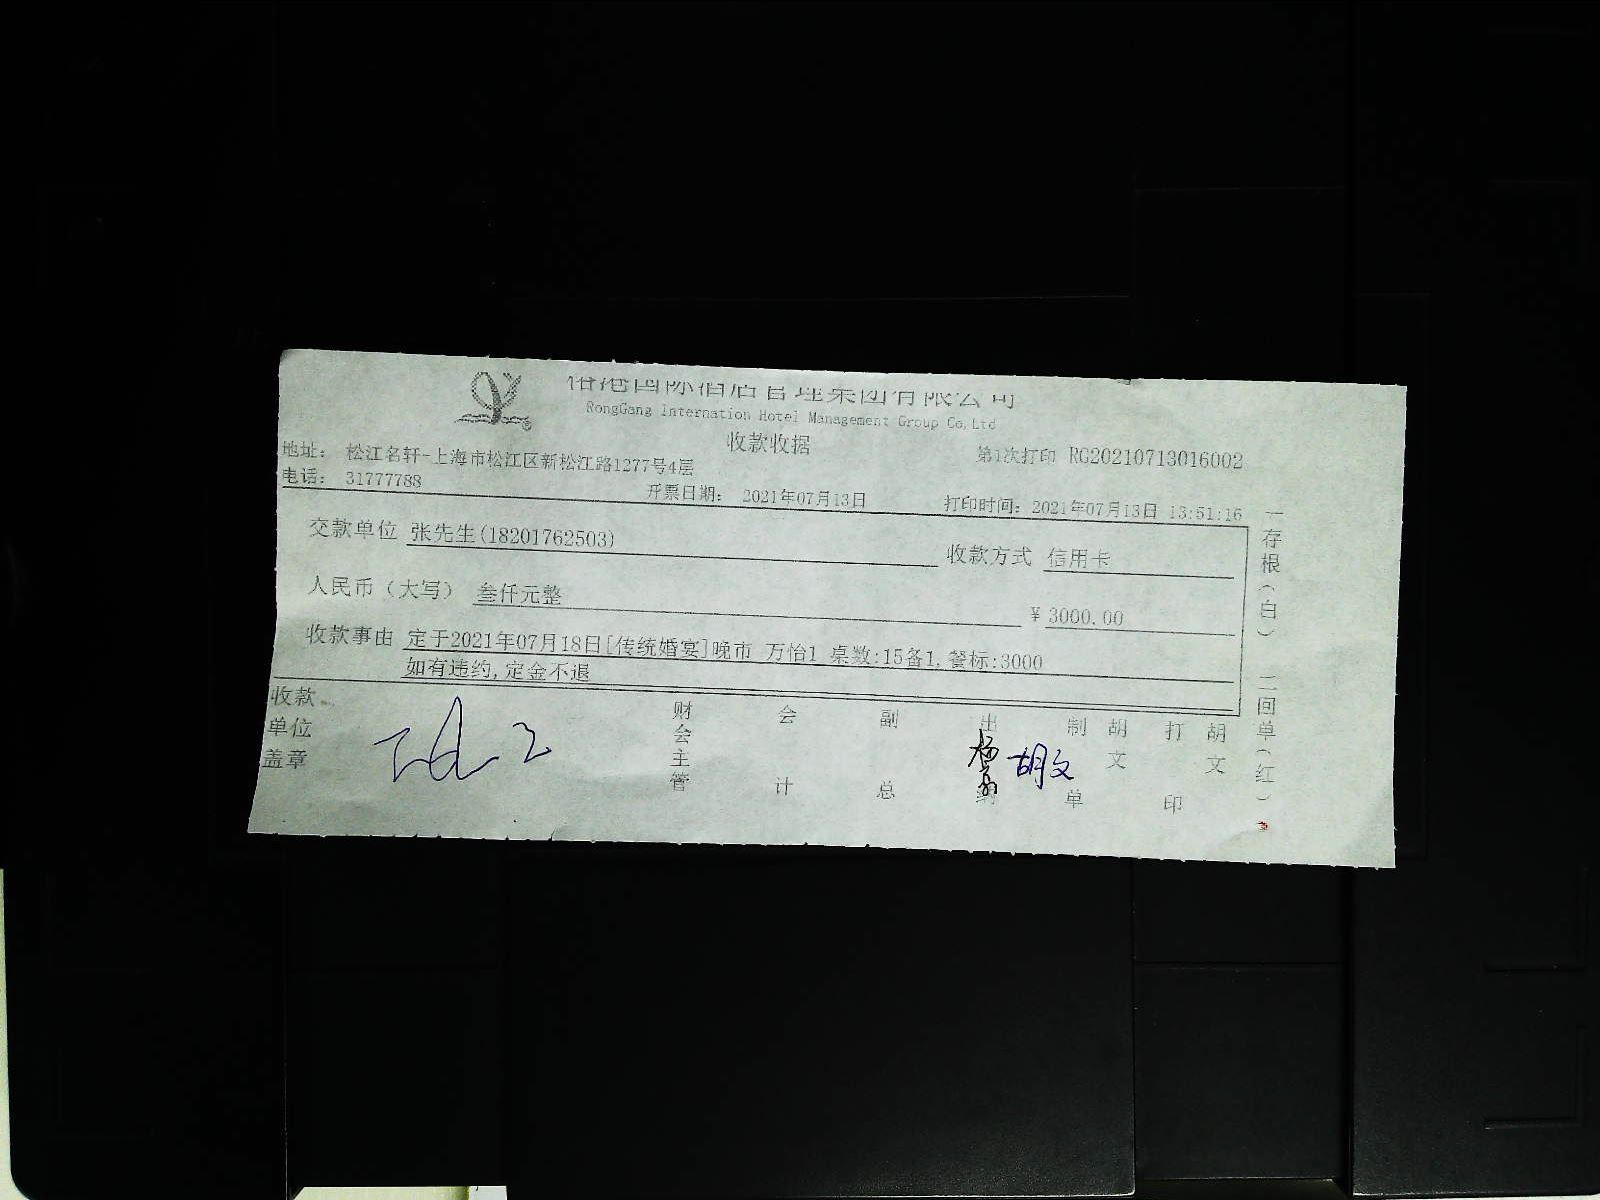 国际酒店管理集团有限公司
RongGang Internation Hotel Management Group Co,Ltd
收款收据
第1次打印 RG20210713016002
地址: 松江名轩-上海市松江区新松江路1277号4层
电话: 31777788
开票日期: 2021年07月13日
打印时间: 2021年07月13日 13:51:16
交款单位 张先生(18201762503)
收款方式 信用卡
人民币（大写） 叁仟元整
¥ 3000.00
收款事由 定于2021年07月18日[传统婚宴]晚市 万怡1 桌数:15备1,餐标:3000
如有违约,定金不退
收款单位盖章
财会主管
会计
副总
出纳
胡文
制单
胡文
打印
胡文
一存根（白） 二回单（红）